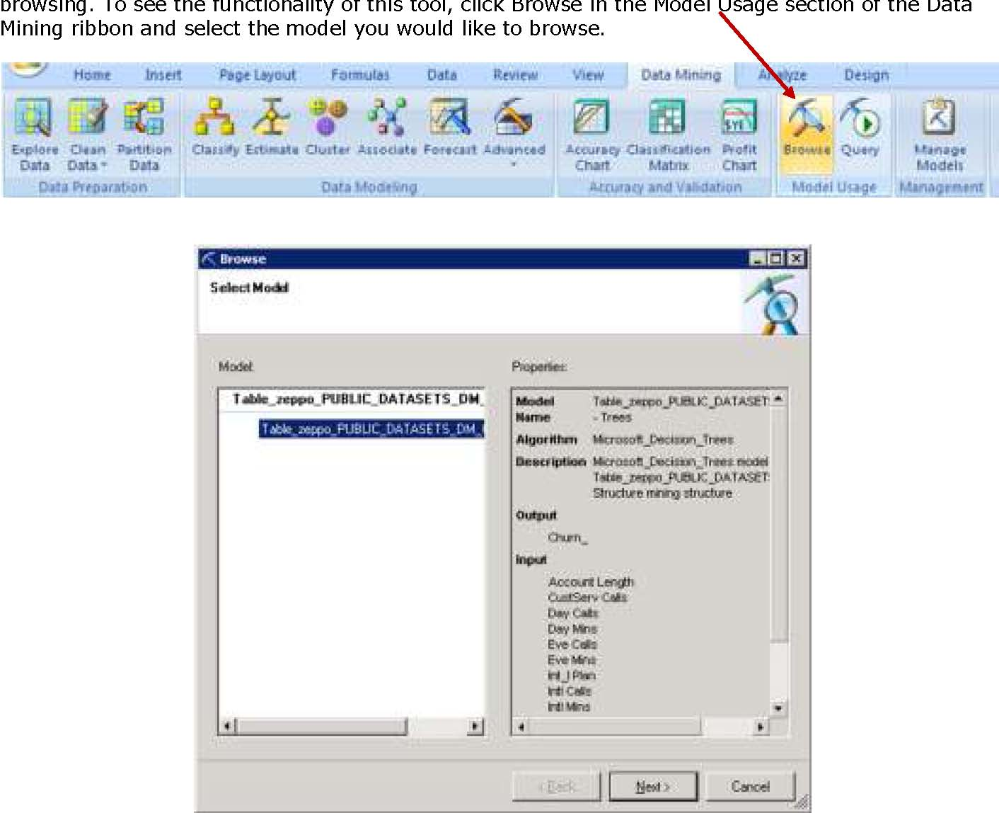 browsing. To see the functionality of this tool, click Browse in the Model Usage section of the Data
Mining ribbon and select the model you would like to browse.
Home Insert Page Layout Formulas Data Review View Data Mining Analyze Design
Explore Data Clean Data Partition Data Classify Estimate Cluster Associate Forecast Advanced Accuracy Chart Classification Matrix Profit Chart Browse Query Manage Models
Data Preparation Data Modeling Accuracy and Validation Model Usage Management
Browse
Select Model
Model:
Properties:
Table_zeppo_PUBLIC_DATASETS_DM_
Table_zeppo_PUBLIC_DATASETS_DM_
Model Name Table_zeppo_PUBLIC_DATASET
- Trees
Algorithm Microsoft_Decision_Trees
Description Microsoft_Decision_Trees model
Table_zeppo_PUBLIC_DATASET
Structure mining structure
Output
Churn_
Input
Account Length
CustServ Calls
Day Calls
Day Mins
Eve Calls
Eve Mins
Int_l Plan
Intl Calls
Intl Mins
< Back Next > Cancel